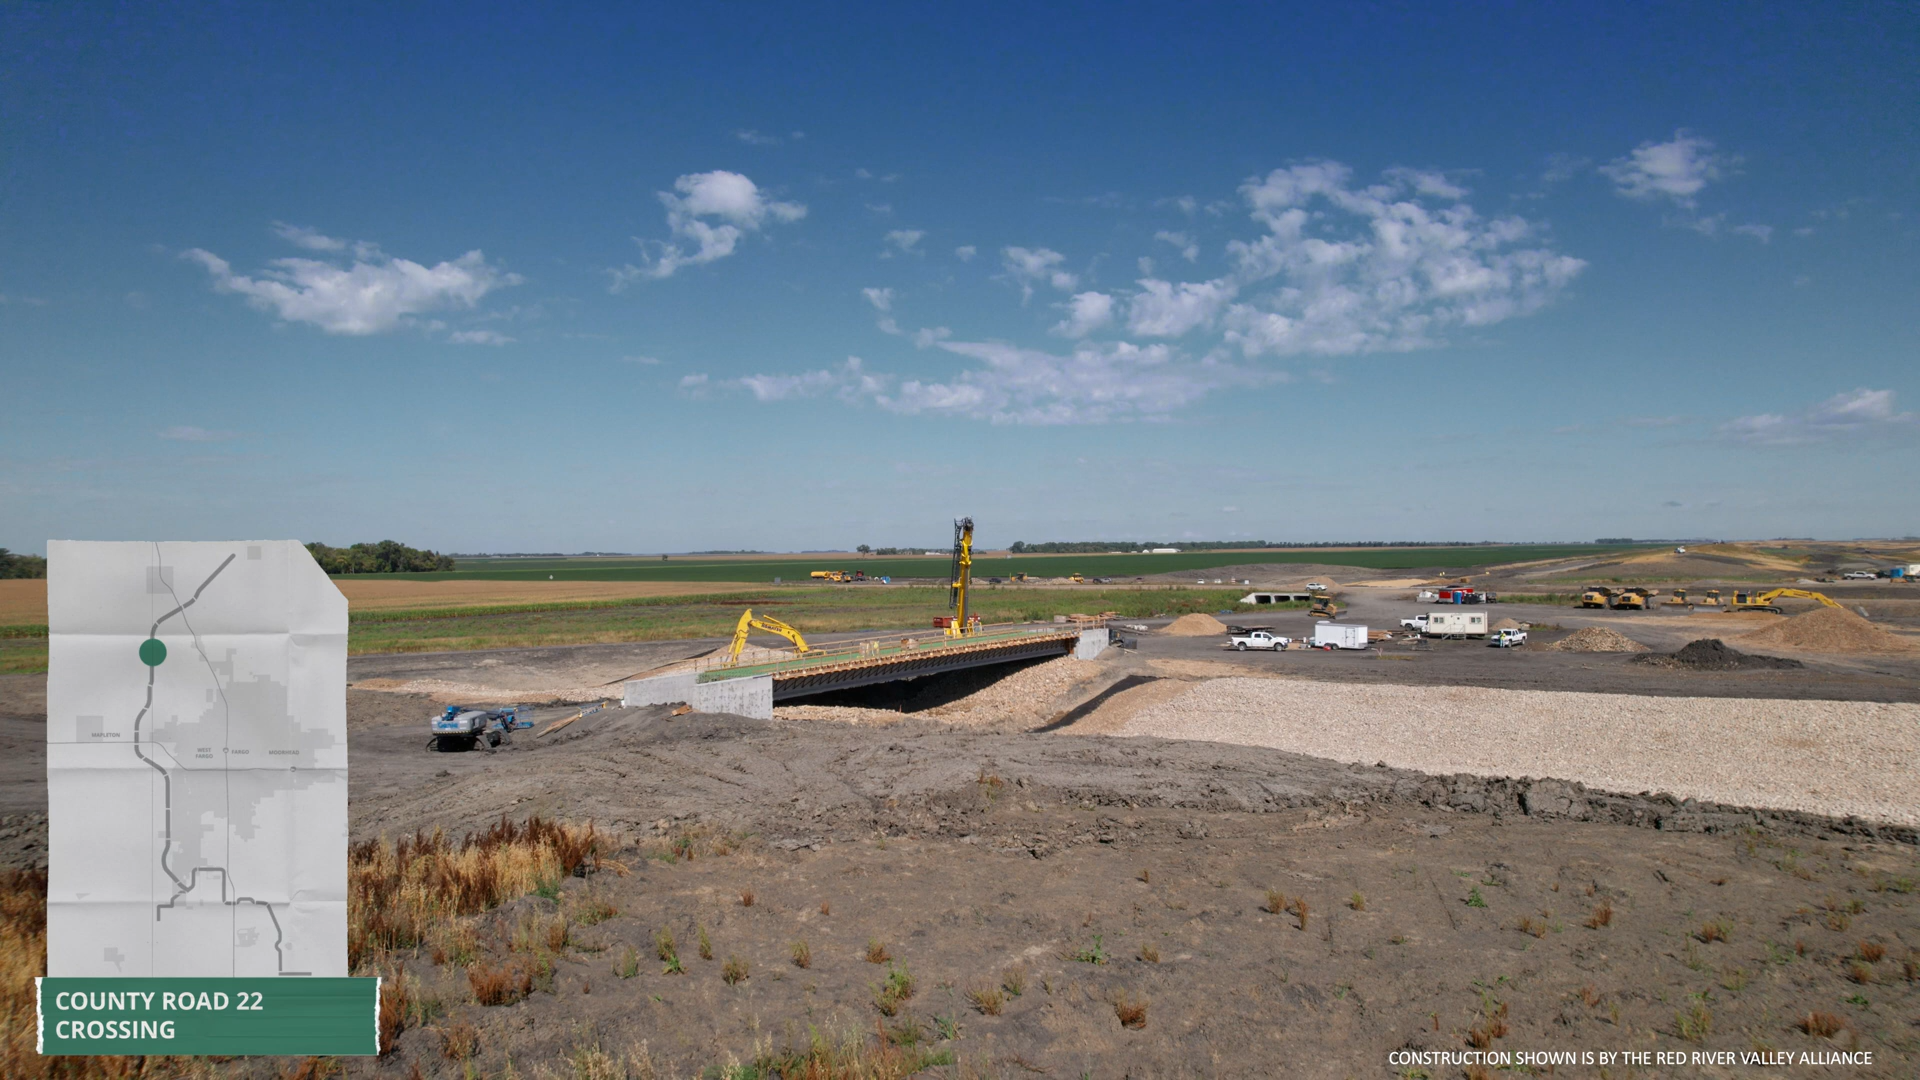 MAPLETON
WEST
FARGO
FARGO
MOORHEAD
COUNTY ROAD 22
CROSSING
CONSTRUCTION SHOWN IS BY THE RED RIVER VALLEY ALLIANCE